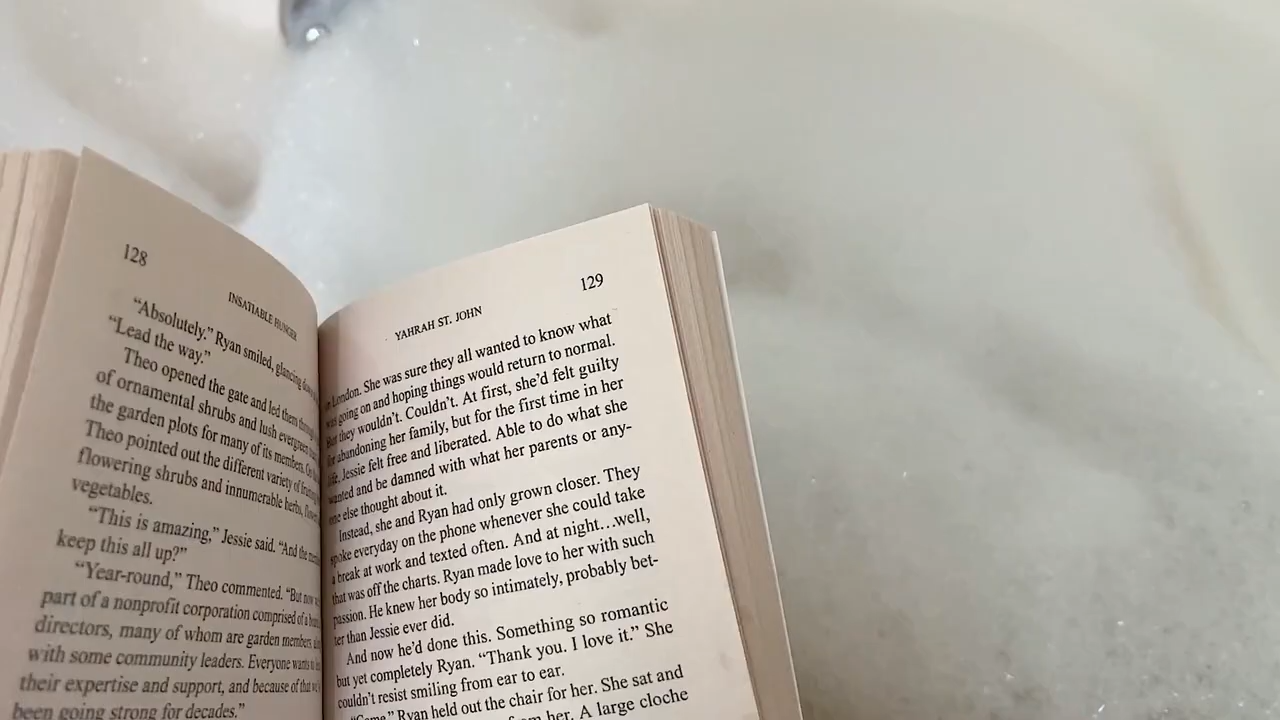 128
INSATIABLE HUNGER
“Absolutely.” Ryan smiled, glancing
“Lead the way.”
Theo opened the gate and led them
of ornamental shrubs and lush evergreen
the garden plots for many of its members.
Theo pointed out the different variety of
flowering shrubs and innumerable herbs,
vegetables.
“This is amazing,” Jessie said. “And the
keep this all up?”
“Year-round,” Theo commented. “But now
part of a nonprofit corporation comprised of a
directors, many of whom are garden members,
with some community leaders. Everyone
their expertise and support, and because of
been going strong for decades.”
129
YAHRAH ST. JOHN
London. She was sure they all wanted to know what
was going on and hoping things would return to normal.
But they wouldn’t. Couldn’t. At first, she’d felt guilty
for abandoning her family, but for the first time in her
life, Jessie felt free and liberated. Able to do what she
wanted and be damned with what her parents or any-
one else thought about it.
Instead, she and Ryan had only grown closer. They
spoke everyday on the phone whenever she could take
a break at work and texted often. And at night…well,
that was off the charts. Ryan made love to her with such
passion. He knew her body so intimately, probably bet-
ter than Jessie ever did.
And now he’d done this. Something so romantic
but yet completely Ryan. “Thank you. I love it.” She
couldn’t resist smiling from ear to ear.
“Come.” Ryan held out the chair for her. She sat and
from her. A large cloche